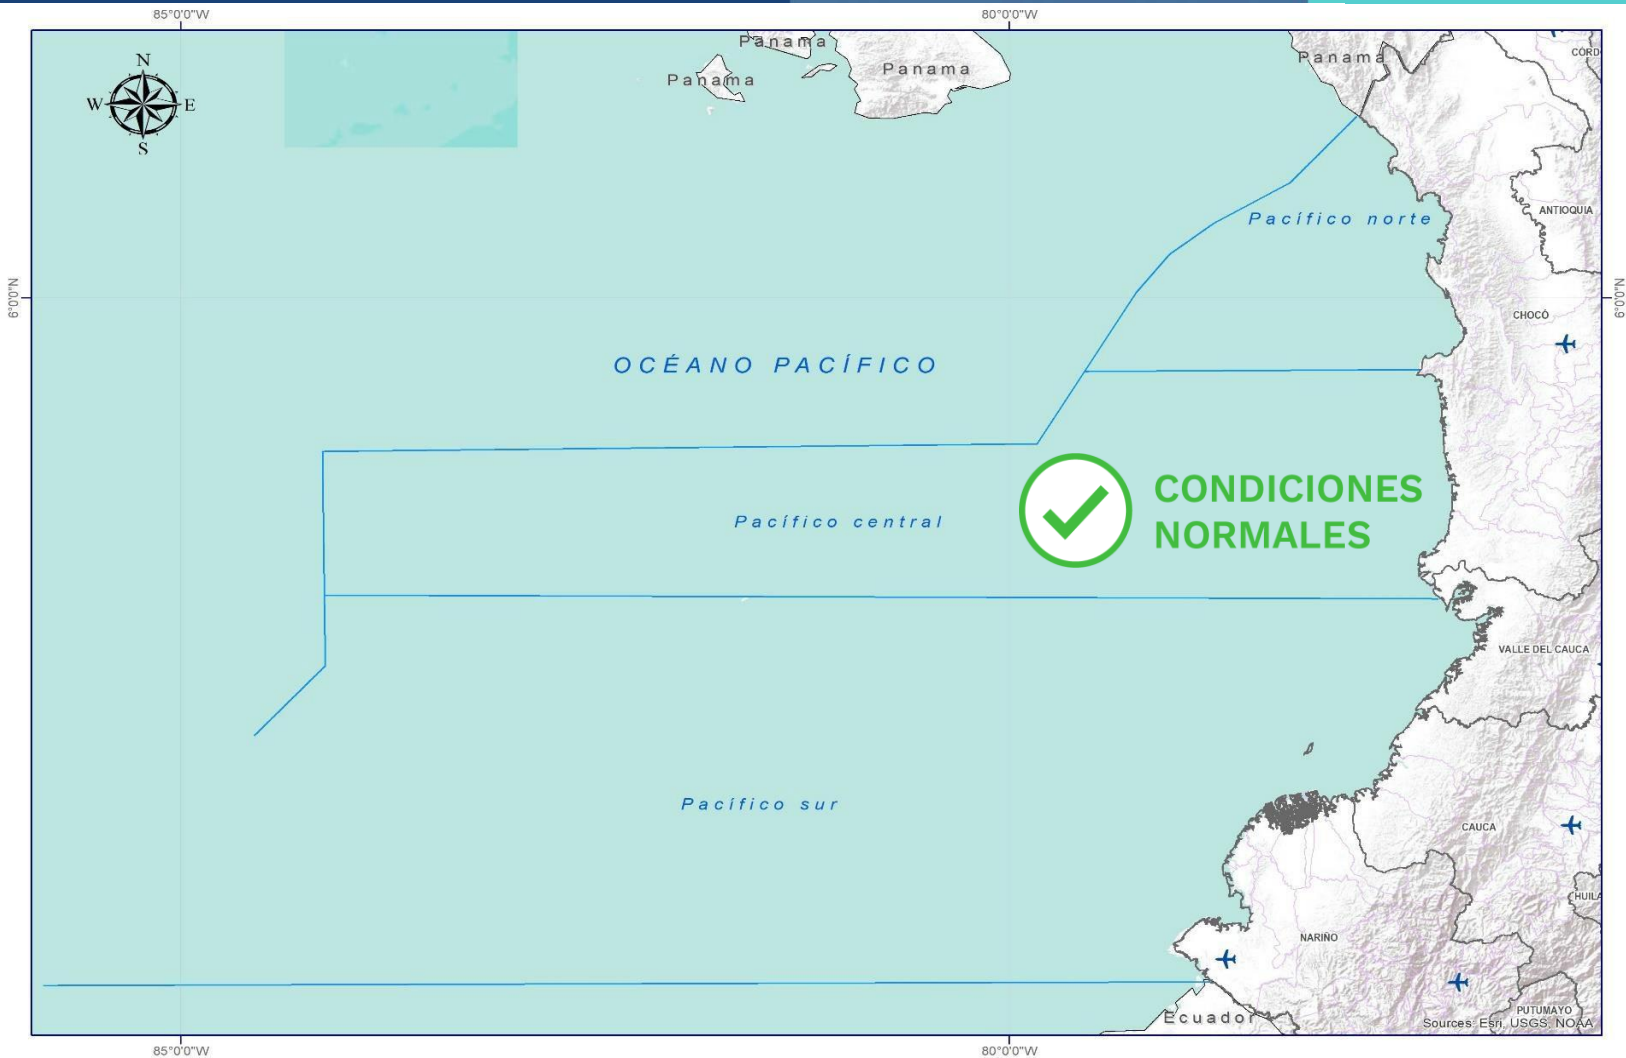 85°0'0"W
80°0'0"W
N
W
E
S
Panama
Panama
Panama
Panama
CORD
ANTIOQUIA
Pacífico norte
6°0'0"N
6°0'0"N
CHOCÓ
OCÉANO PACÍFICO
CONDICIONES
NORMALES
Pacífico central
VALLE DEL CAUCA
Pacífico sur
CAUCA
HUILA
NARIÑO
PUTUMAYO
Ecuador
Sources: Esri, USGS, NOAA
85°0'0"W
80°0'0"W